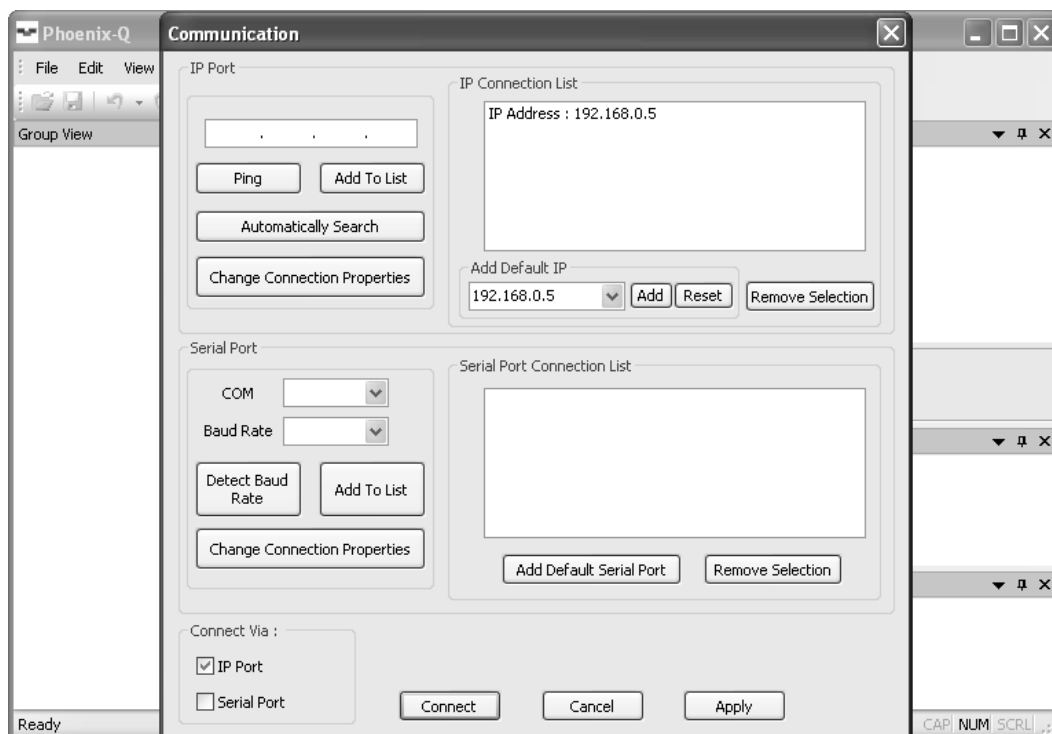 Phoenix-Q
File Edit View
Group View
Communication
IP Port
. . .
Ping
Add To List
Automatically Search
Change Connection Properties
IP Connection List
IP Address : 192.168.0.5
Add Default IP
192.168.0.5
Add
Reset
Remove Selection
Serial Port
COM
Baud Rate
Detect Baud
Rate
Add To List
Change Connection Properties
Serial Port Connection List
Add Default Serial Port
Remove Selection
Connect Via :
IP Port
Serial Port
Connect
Cancel
Apply
Ready
CAP NUM SCRL